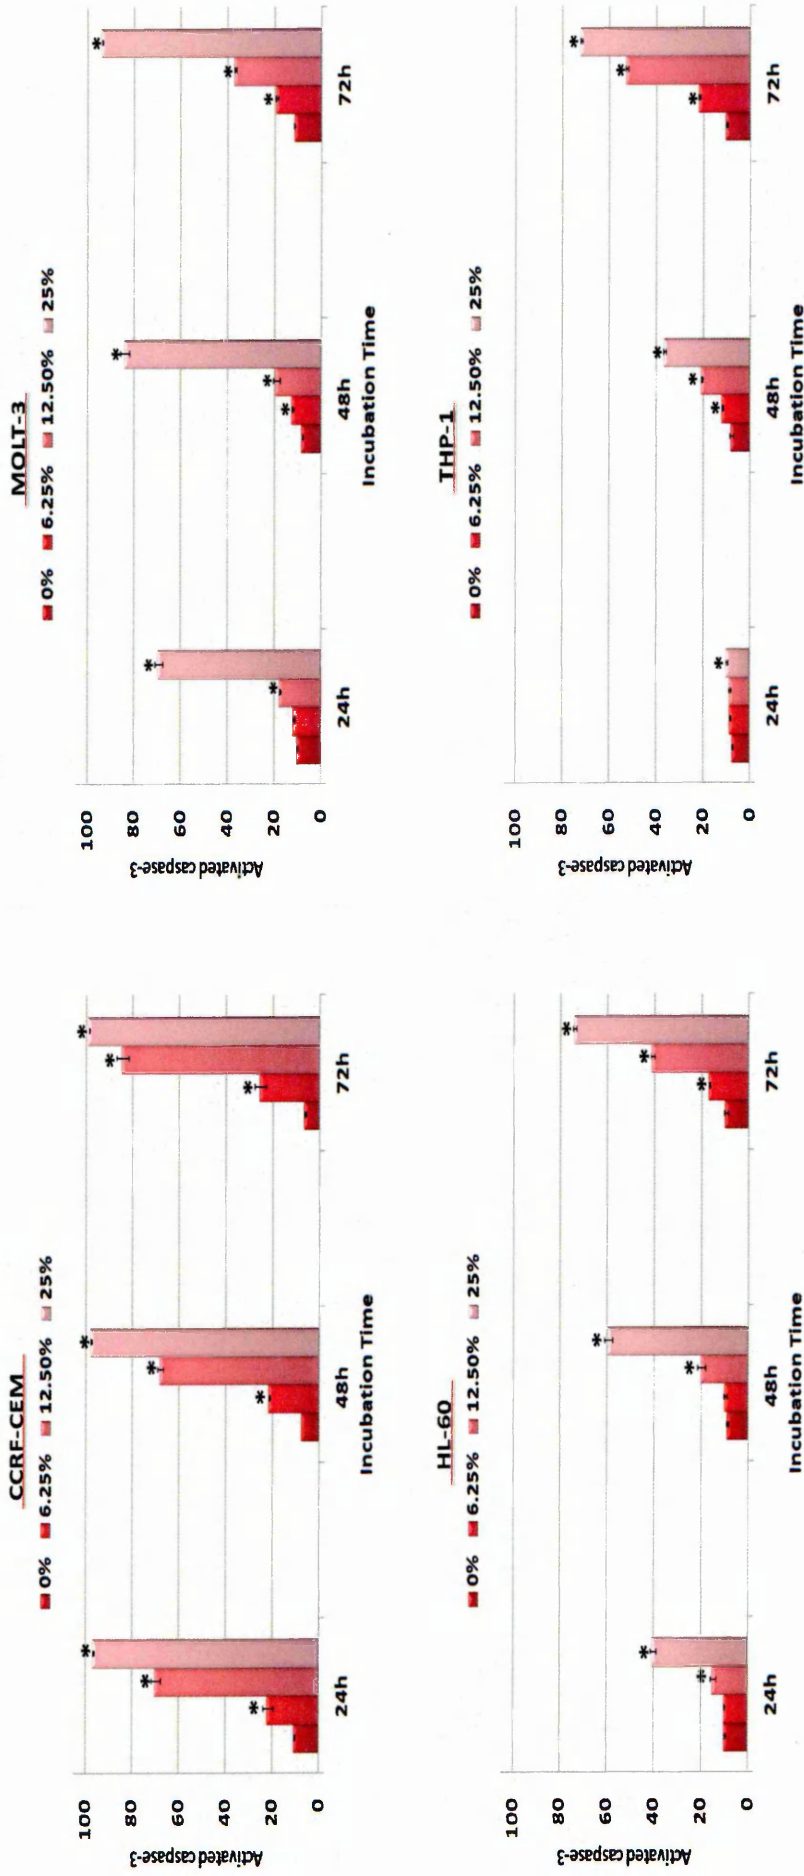 CCRF-CEM
0% 6.25% 12.50% 25%
100
80
60
40
20
0
Activated caspase-3
24h 48h 72h
Incubation Time
MOLT-3
0% 6.25% 12.50% 25%
100
80
60
40
20
0
Activated caspase-3
24h 48h 72h
Incubation Time
HL-60
0% 6.25% 12.50% 25%
100
80
60
40
20
0
Activated caspase-3
24h 48h 72h
Incubation Time
THP-1
0% 6.25% 12.50% 25%
100
80
60
40
20
0
Activated caspase-3
24h 48h 72h
Incubation Time